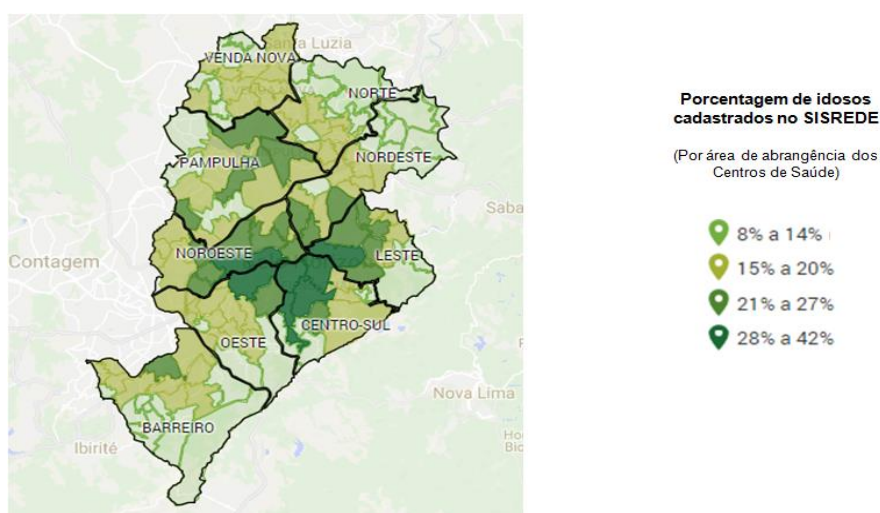 Santa Luzia
VENDA NOVA
NORTE
Porcentagem de idosos
cadastrados no SISREDE
(Por área de abrangência dos
Centros de Saúde)
NORDESTE
PAMPULHA
Saba
8% a 14%
NOROESTE
LESTE
Contagem
15% a 20%
21% a 27%
CENTRO-SUL
28% a 42%
OESTE
Nova Lima
BARREIRO
Ibirité